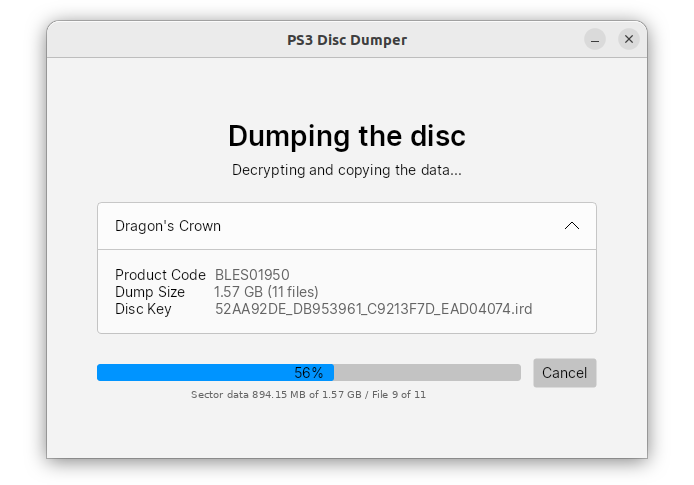 PS3 Disc Dumper
Dumping the disc
Decrypting and copying the data...
Dragon's Crown
Product Code BLES01950
Dump Size 1.57 GB (11 files)
Disc Key 52AA92DE_DB953961_C9213F7D_EAD04074.ird
56%
Cancel
Sector data 894.15 MB of 1.57 GB / File 9 of 11